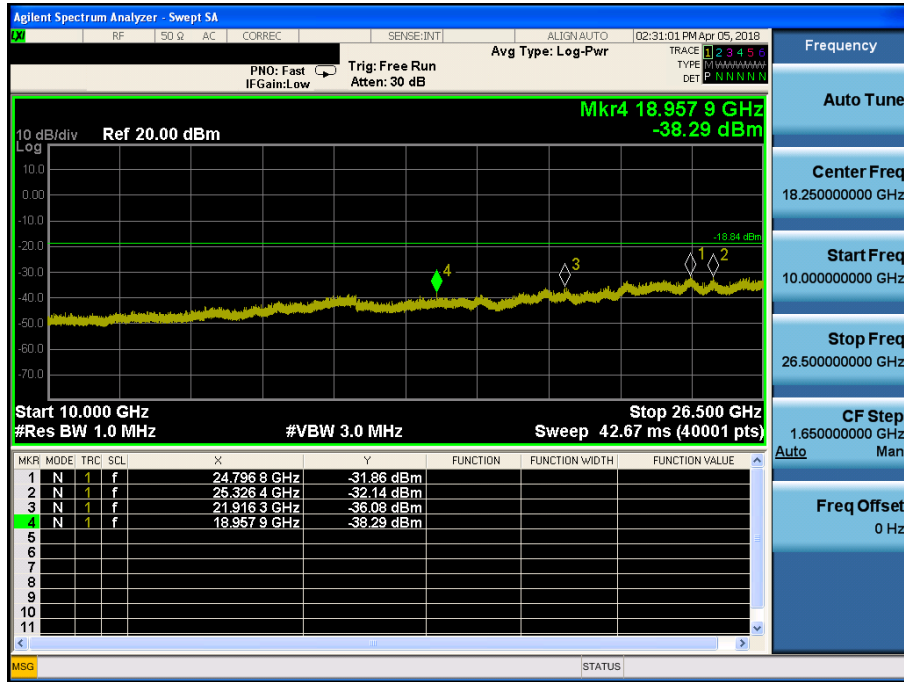 Agilent Spectrum Analyzer - Swept SA
LXI RF 50 Ω AC CORREC SENSE:INT ALIGN AUTO 02:31:01 PM Apr 05, 2018
Avg Type: Log-Pwr
TRACE 1 2 3 4 5 6
PNO: Fast Trig: Free Run TYPE M WWWWW
IFGain:Low Atten: 30 dB DET P N N N N N
Mkr4 18.957 9 GHz
-38.29 dBm
10 dB/div Ref 20.00 dBm
Log
10.0
0.00
-10.0
-20.0
-30.0
-40.0
-50.0
-60.0
-70.0
-18.84 dBm
1
2
3
4
Start 10.000 GHz Stop 26.500 GHz
#Res BW 1.0 MHz #VBW 3.0 MHz Sweep 42.67 ms (40001 pts)
MKR MODE TRC SCL X Y FUNCTION FUNCTION WIDTH FUNCTION VALUE
1 N 1 f 24.796 8 GHz -31.86 dBm
2 N 1 f 25.326 4 GHz -32.14 dBm
3 N 1 f 21.916 3 GHz -36.08 dBm
4 N 1 f 18.957 9 GHz -38.29 dBm
5
6
7
8
9
10
11
MSG STATUS
Frequency
Auto Tune
Center Freq
18.250000000 GHz
Start Freq
10.000000000 GHz
Stop Freq
26.500000000 GHz
CF Step
1.650000000 GHz
Auto Man
Freq Offset
0 Hz